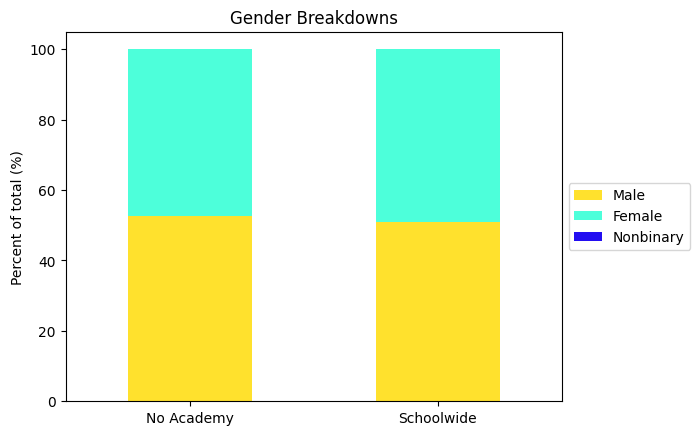 Gender Breakdowns
Percent of total (%)
100
80
60
40
20
0
No Academy
Schoolwide
Male
Female
Nonbinary